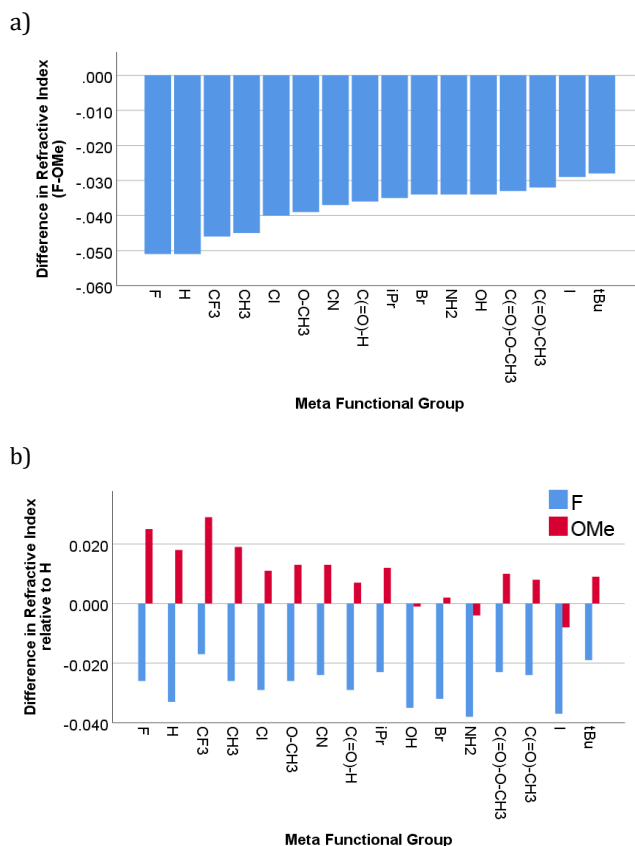 a)
Difference in Refractive Index
(F-OMe)
.000
-.010
-.020
-.030
-.040
-.050
-.060
F
H
CF3
CH3
Cl
O-CH3
CN
C(=O)-H
iPr
Br
NH2
OH
C(=O)-O-CH3
C(=O)-CH3
I
tBu
Meta Functional Group
b)
Difference in Refractive Index
relative to H
F
OMe
0.020
0.000
-0.020
-0.040
F
H
CF3
CH3
Cl
O-CH3
CN
C(=O)-H
iPr
OH
Br
NH2
C(=O)-O-CH3
C(=O)-CH3
I
tBu
Meta Functional Group